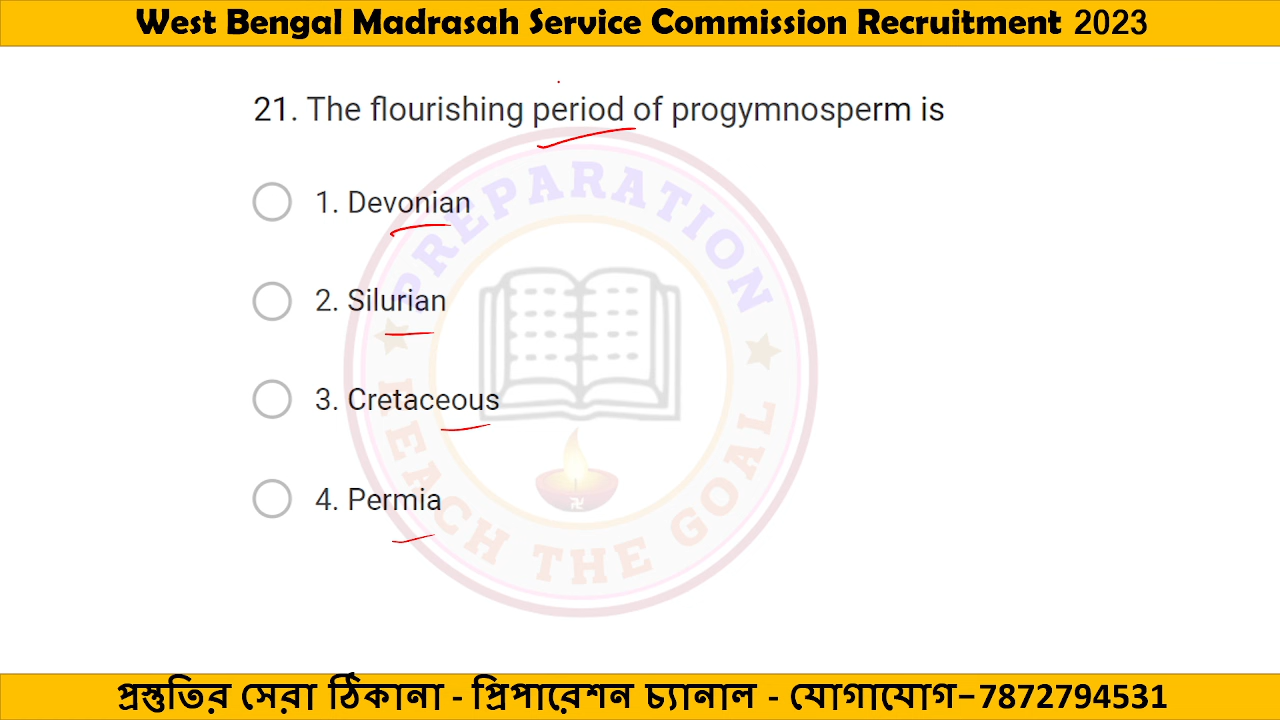 West Bengal Madrasah Service Commission Recruitment 2023
21. The flourishing period of progymnosperm is
1. Devonian
2. Silurian
3. Cretaceous
4. Permia
PREPARATION
REACH THE GOAL
প্রস্তুতির সেরা ঠিকানা - প্রিপারেশন চ্যানাল - যোগাযোগ–7872794531